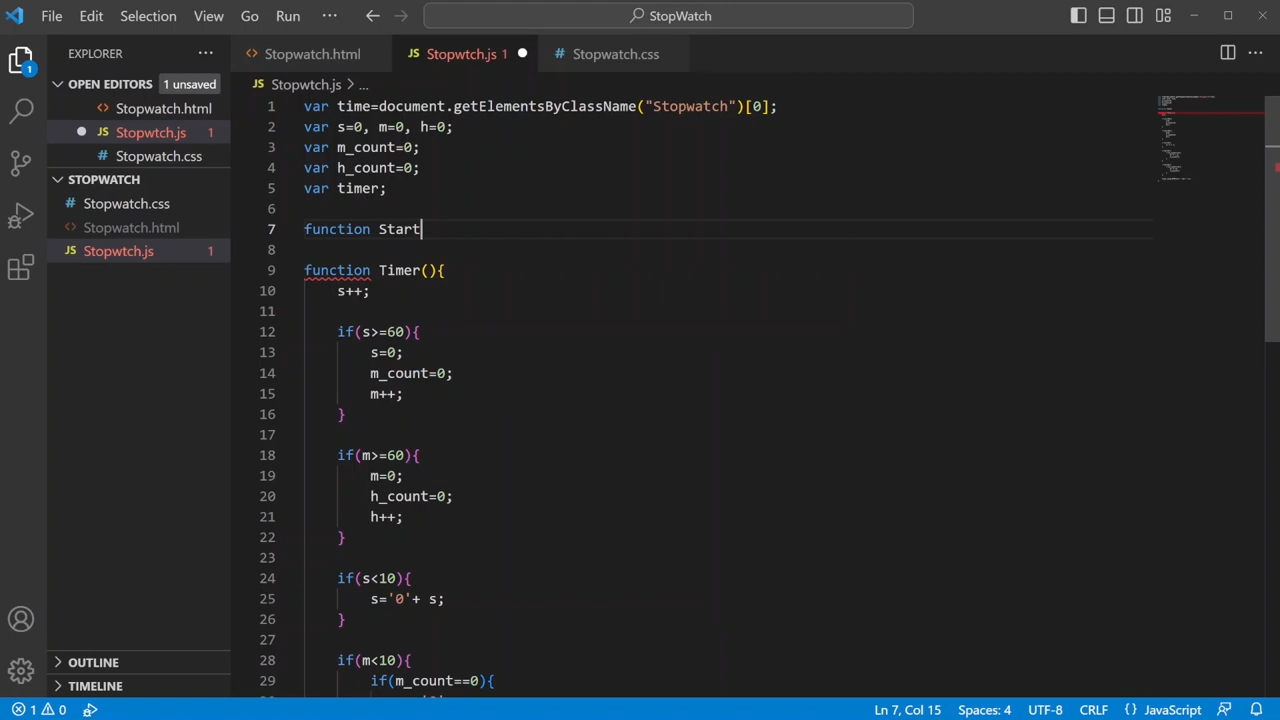 File Edit Selection View Go Run ··· StopWatch
EXPLORER ···
OPEN EDITORS 1 unsaved
<> Stopwatch.html
JS Stopwtch.js 1
# Stopwatch.css
STOPWATCH
# Stopwatch.css
<> Stopwatch.html
JS Stopwtch.js 1
OUTLINE
TIMELINE
1
<> Stopwatch.html JS Stopwtch.js 1 # Stopwatch.css ···
JS Stopwtch.js > ...
1 var time=document.getElementsByClassName("Stopwatch")[0];
2 var s=0, m=0, h=0;
3 var m_count=0;
4 var h_count=0;
5 var timer;
6
7 function Start
8
9 function Timer(){
10 s++;
11
12 if(s>=60){
13 s=0;
14 m_count=0;
15 m++;
16 }
17
18 if(m>=60){
19 m=0;
20 h_count=0;
21 h++;
22 }
23
24 if(s<10){
25 s='0'+ s;
26 }
27
28 if(m<10){
29 if(m_count==0){
1 0 Ln 7, Col 15 Spaces: 4 UTF-8 CRLF {} JavaScript